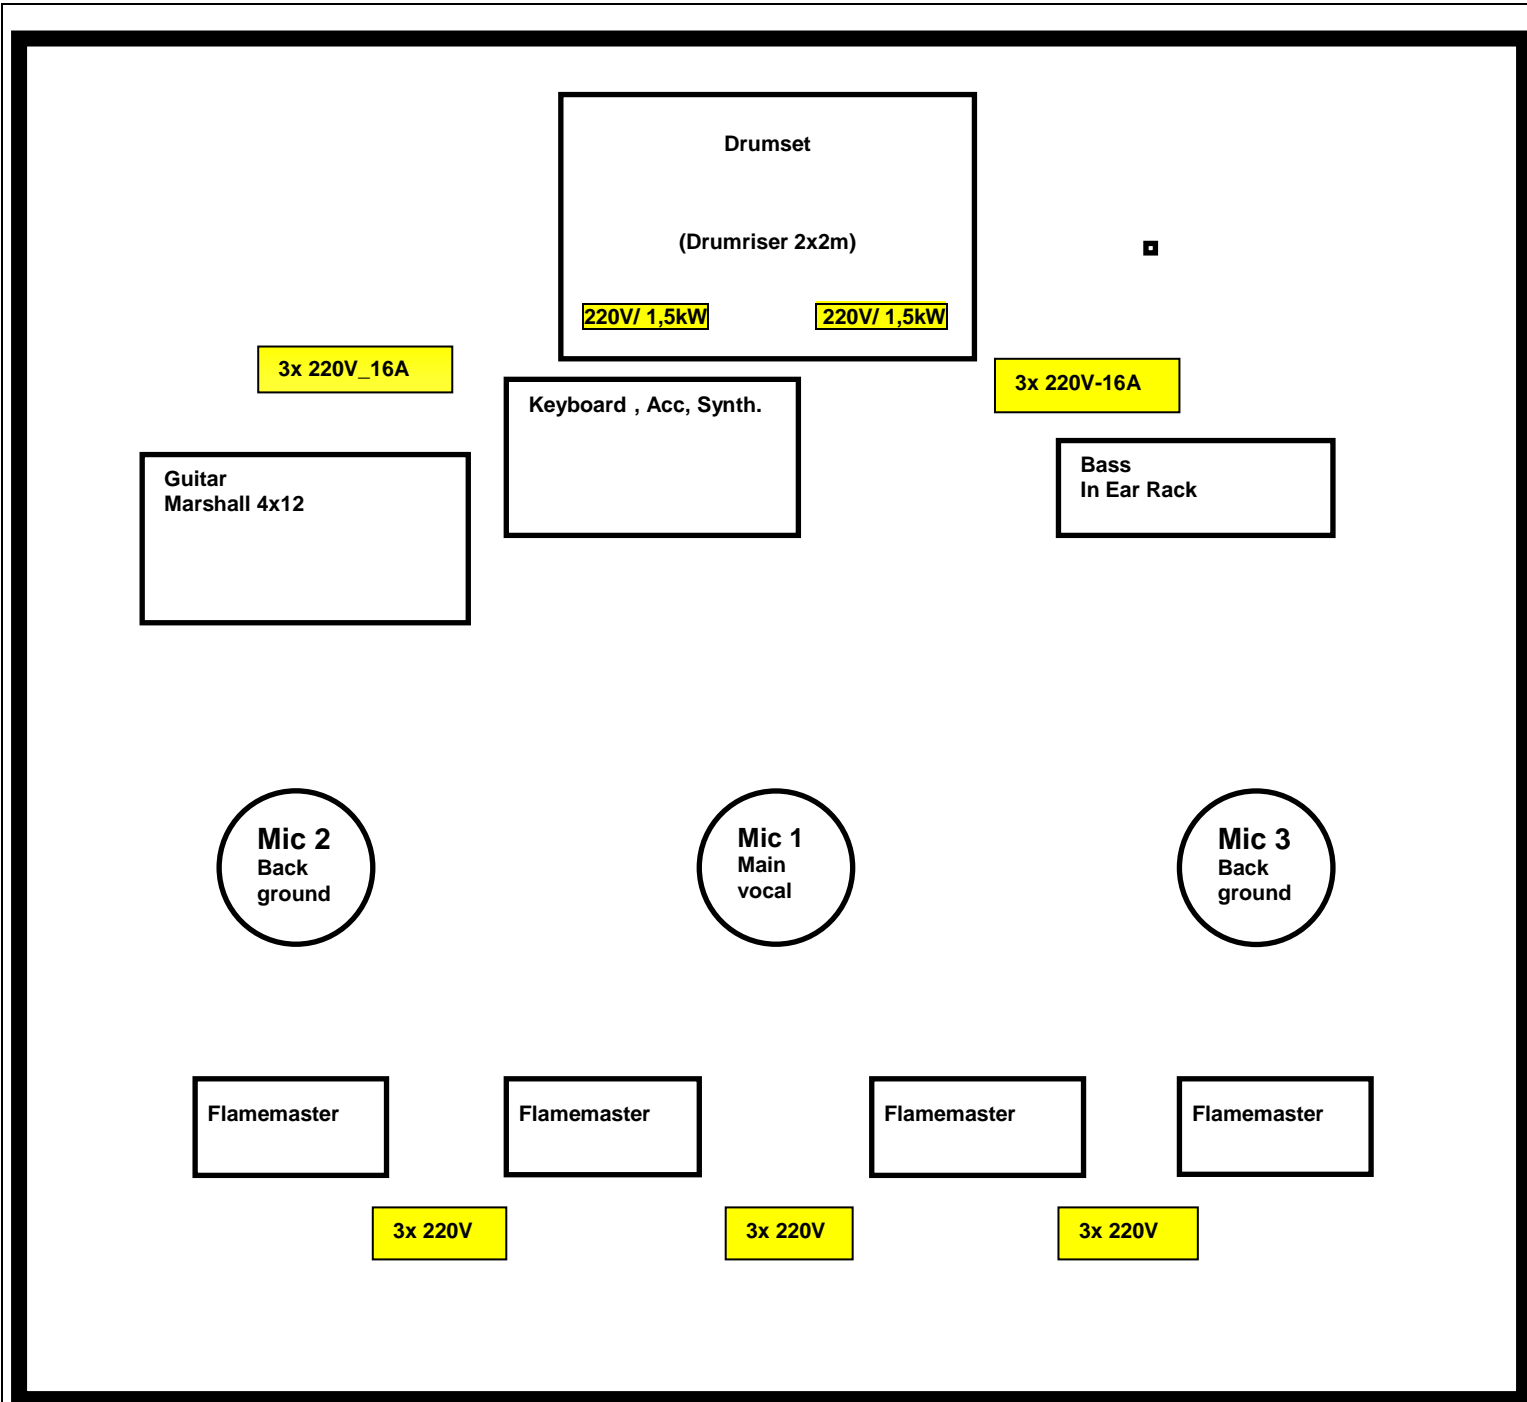 Drumset
(Drumriser 2x2m)
220V/ 1,5kW
220V/ 1,5kW
3x 220V_16A
3x 220V-16A
Keyboard , Acc, Synth.
Guitar
Marshall 4x12
Bass
In Ear Rack
Mic 2
Back
ground
Mic 1
Main
vocal
Mic 3
Back
ground
Flamemaster
Flamemaster
Flamemaster
Flamemaster
3x 220V
3x 220V
3x 220V